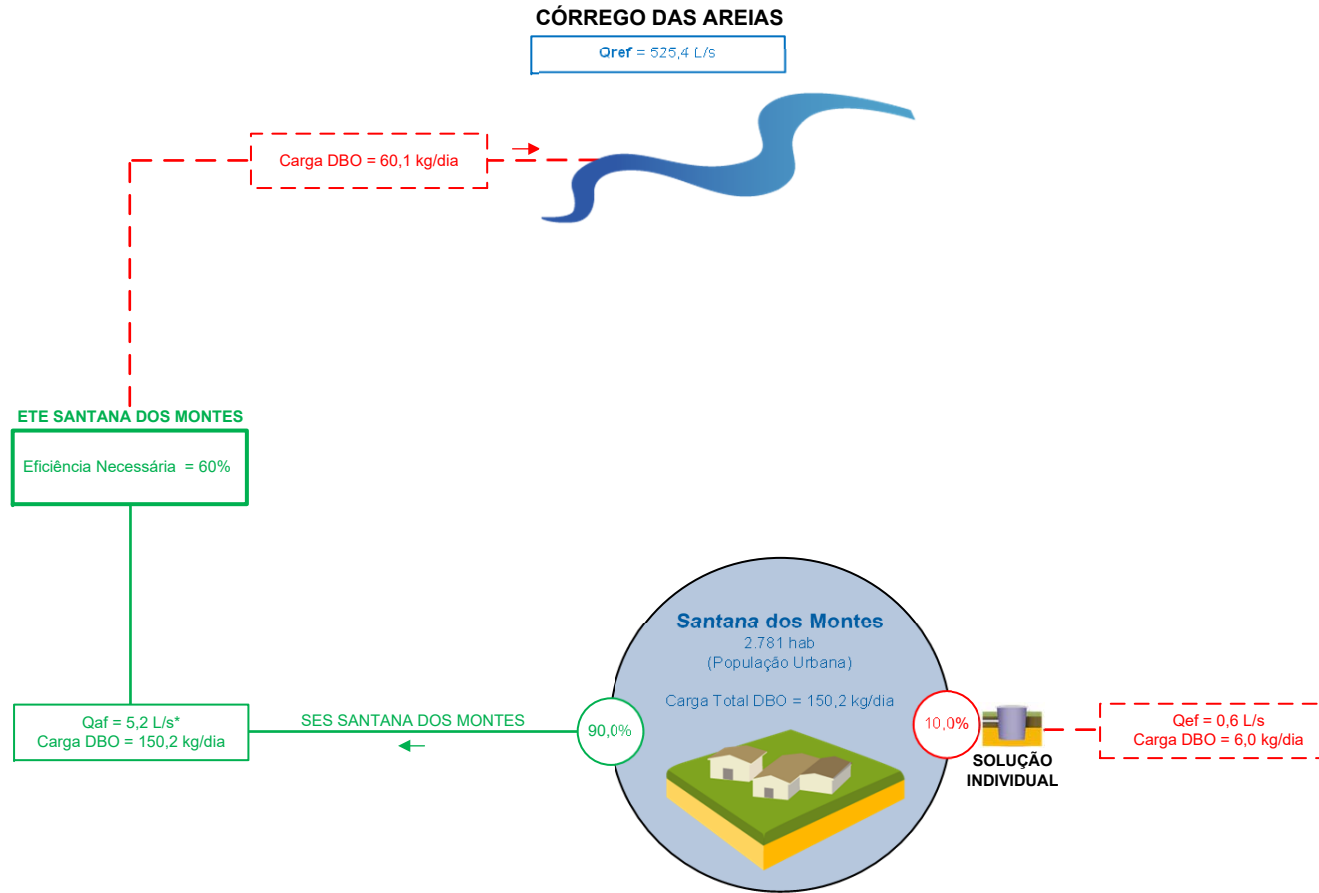 CÓRREGO DAS AREIAS
Qref = 525,4 L/s
Carga DBO = 60,1 kg/dia
ETE SANTANA DOS MONTES
Eficiência Necessária = 60%
Santana dos Montes
2.781 hab
(População Urbana)
Carga Total DBO = 150,2 kg/dia
Qaf = 5,2 L/s*
Carga DBO = 150,2 kg/dia
SES SANTANA DOS MONTES
90,0%
10,0%
SOLUÇÃO
INDIVIDUAL
Qef = 0,6 L/s
Carga DBO = 6,0 kg/dia